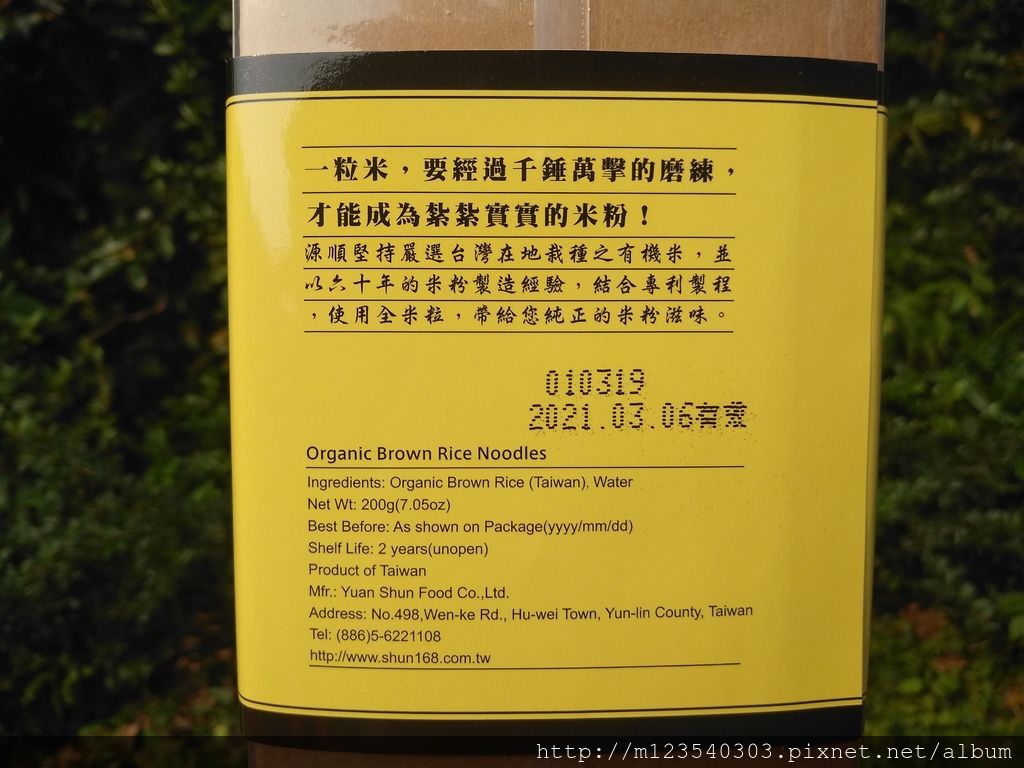 一粒米，要經過千錘萬擊的磨練，
才能成為紮紮實實的米粉！
源順堅持嚴選台灣在地栽種之有機米，並
以六十年的米粉製造經驗，結合專利製程
，使用全米粒，帶給您純正的米粉滋味。
010319
2021.03.06
Organic Brown Rice Noodles
Ingredients: Organic Brown Rice (Taiwan), Water
Net Wt: 200g(7.05oz)
Best Before: As shown on Package(yyyy/mm/dd)
Shelf Life: 2 years(unopen)
Product of Taiwan
Mfr.: Yuan Shun Food Co.,Ltd.
Address: No.498,Wen-ke Rd., Hu-wei Town, Yun-lin County, Taiwan
Tel: (886)5-6221108
http://www.shun168.com.tw
http://m123540303.pixnet.net/album